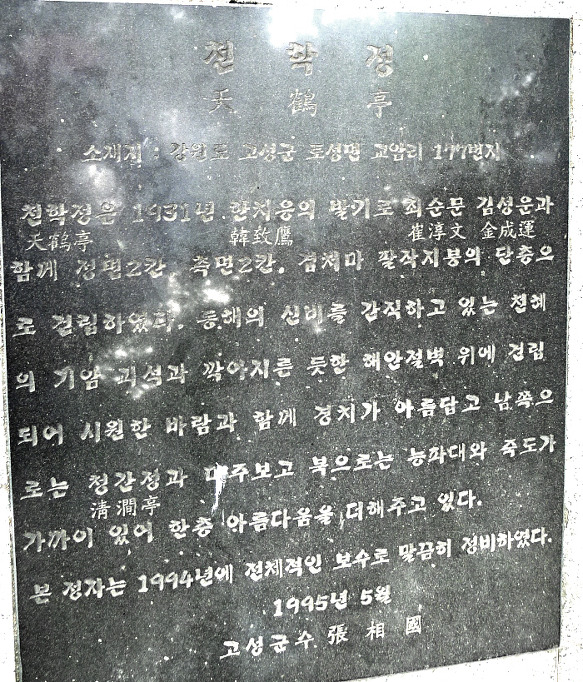 천학정
天鶴亭
소재지 : 강원도 고성군 토성면 교암리 177번지
천학정은 1931년 한치응의 발기로 최순문 김성운과
天鶴亭 韓致鷹 崔淳文 金成運
함께 정면2칸, 측면2칸, 겹처마 팔작지붕의 단층으
로 건립하였다. 동해의 신비를 간직하고 있는 천혜
의 기암 괴석과 깍아지른 듯한 해안절벽 위에 건립
되어 시원한 바람과 함께 경치가 아름답고 남쪽으
로는 청간정과 마주보고 북으로는 능파대와 죽도가
清澗亭
가까이 있어 한층 아름다움을 더해주고 있다.
본 정자는 1994년에 전체적인 보수로 말끔히 정비하였다.
1995년 5월
고성군수 張相國